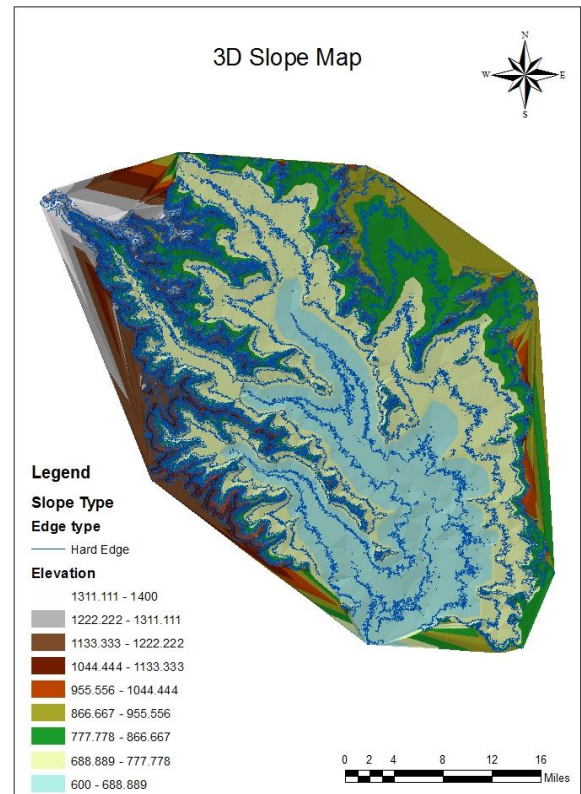 3D Slope Map
N
W E
S
Legend
Slope Type
Edge type
Hard Edge
Elevation
1311.111 - 1400
1222.222 - 1311.111
1133.333 - 1222.222
1044.444 - 1133.333
955.556 - 1044.444
866.667 - 955.556
777.778 - 866.667
688.889 - 777.778
600 - 688.889
0 2 4 8 12 16
Miles